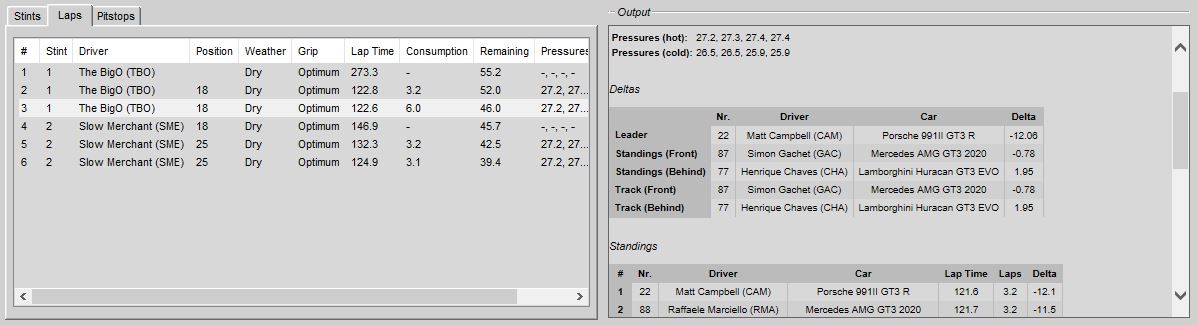 Stints Laps Pitstops
# Stint Driver Position Weather Grip Lap Time Consumption Remaining Pressures
1 1 The BigO (TBO) Dry Optimum 273.3 - 55.2 -, -, -, -
2 1 The BigO (TBO) 18 Dry Optimum 122.8 3.2 52.0 27.2, 27...
3 1 The BigO (TBO) 18 Dry Optimum 122.6 6.0 46.0 27.2, 27...
4 2 Slow Merchant (SME) 18 Dry Optimum 146.9 - 45.7 -, -, -, -
5 2 Slow Merchant (SME) 25 Dry Optimum 132.3 3.2 42.5 27.2, 27...
6 2 Slow Merchant (SME) 25 Dry Optimum 124.9 3.1 39.4 27.2, 27...
Output
Pressures (hot): 27.2, 27.3, 27.4, 27.4
Pressures (cold): 26.5, 26.5, 25.9, 25.9
Deltas
Nr. Driver Car Delta
Leader 22 Matt Campbell (CAM) Porsche 991II GT3 R -12.06
Standings (Front) 87 Simon Gachet (GAC) Mercedes AMG GT3 2020 -0.78
Standings (Behind) 77 Henrique Chaves (CHA) Lamborghini Huracan GT3 EVO 1.95
Track (Front) 87 Simon Gachet (GAC) Mercedes AMG GT3 2020 -0.78
Track (Behind) 77 Henrique Chaves (CHA) Lamborghini Huracan GT3 EVO 1.95
Standings
# Nr. Driver Car Lap Time Laps Delta
1 22 Matt Campbell (CAM) Porsche 991II GT3 R 121.6 3.2 -12.1
2 88 Raffaele Marciello (RMA) Mercedes AMG GT3 2020 121.7 3.2 -11.5